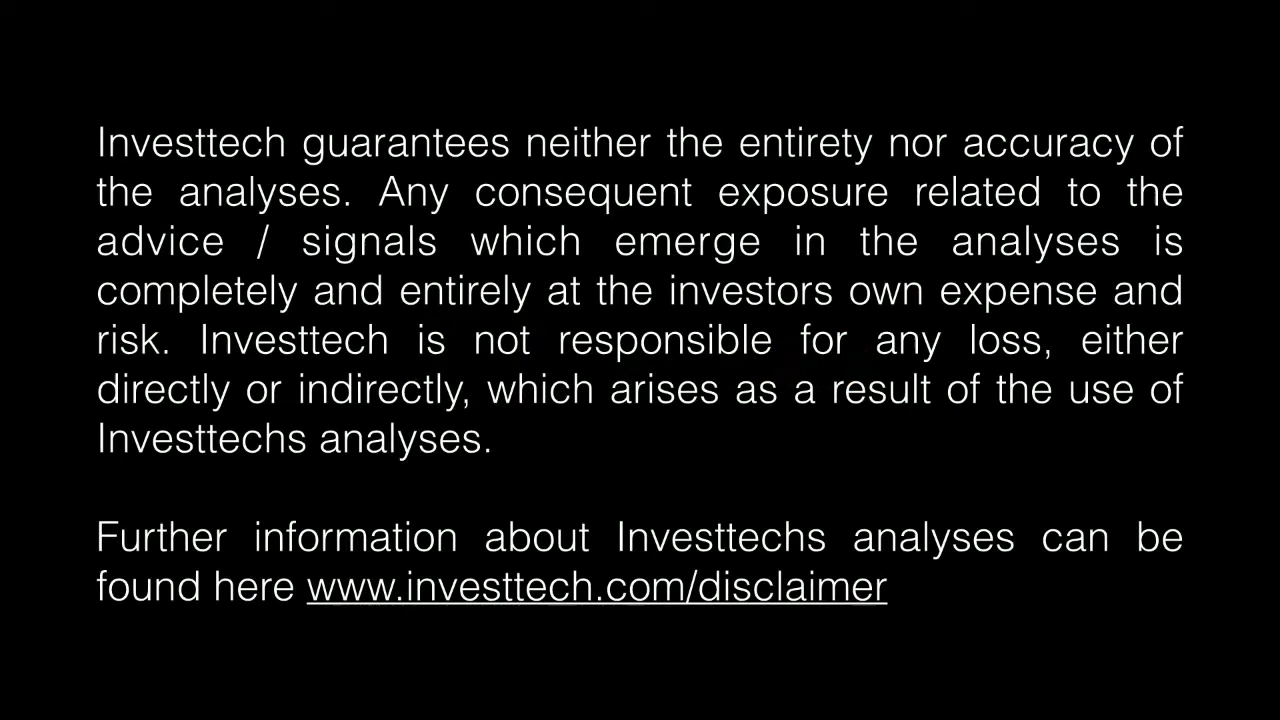 Investtech guarantees neither the entirety nor accuracy of
the analyses. Any consequent exposure related to the
advice / signals which emerge in the analyses is
completely and entirely at the investors own expense and
risk. Investtech is not responsible for any loss, either
directly or indirectly, which arises as a result of the use of
Investtechs analyses.
Further information about Investtechs analyses can be
found here www.investtech.com/disclaimer